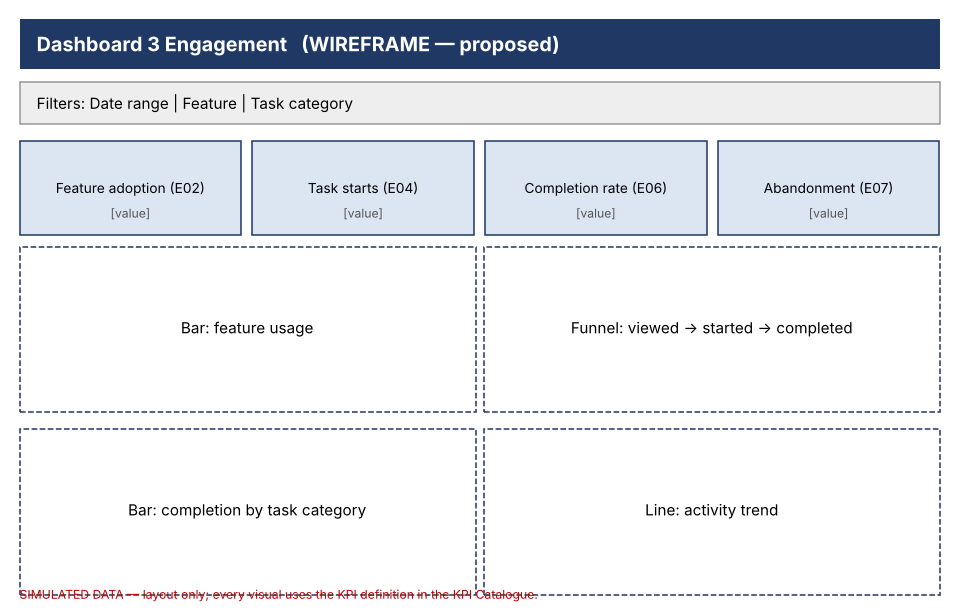 Dashboard 3 Engagement (WIREFRAME — proposed)
Filters: Date range | Feature | Task category
Feature adoption (E02)
[value]
Task starts (E04)
[value]
Completion rate (E06)
[value]
Abandonment (E07)
[value]
Bar: feature usage
Funnel: viewed → started → completed
Bar: completion by task category
Line: activity trend
SIMULATED DATA — layout only; every visual uses the KPI definition in the KPI Catalogue.